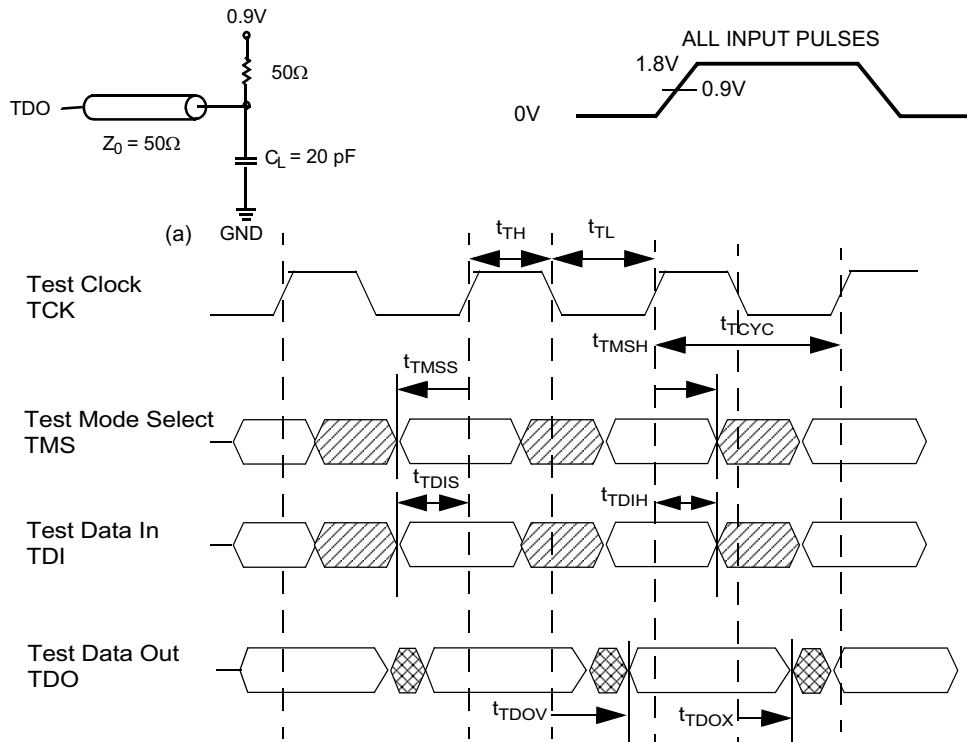 0.9V
50Ω
TDO
Z0 = 50Ω
CL = 20 pF
(a)
GND
ALL INPUT PULSES
1.8V
0.9V
0V
tTH
tTL
Test Clock
TCK
tTCYC
tTMSH
tTMSS
Test Mode Select
TMS
tTDIS
tTDIH
Test Data In
TDI
Test Data Out
TDO
tTDOV
tTDOX